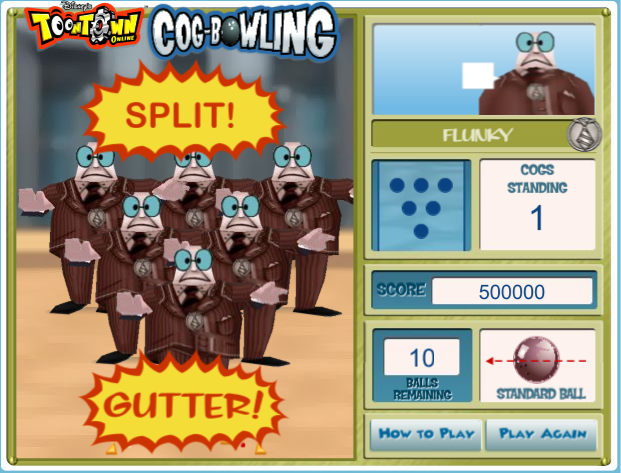 Disney's
TOONTOWN
ONLINE
COG-BOWLING
SPLIT!
GUTTER!
FLUNKY
COGS
STANDING
1
SCORE
500000
10
BALLS
REMAINING
STANDARD BALL
HOW TO PLAY
PLAY AGAIN